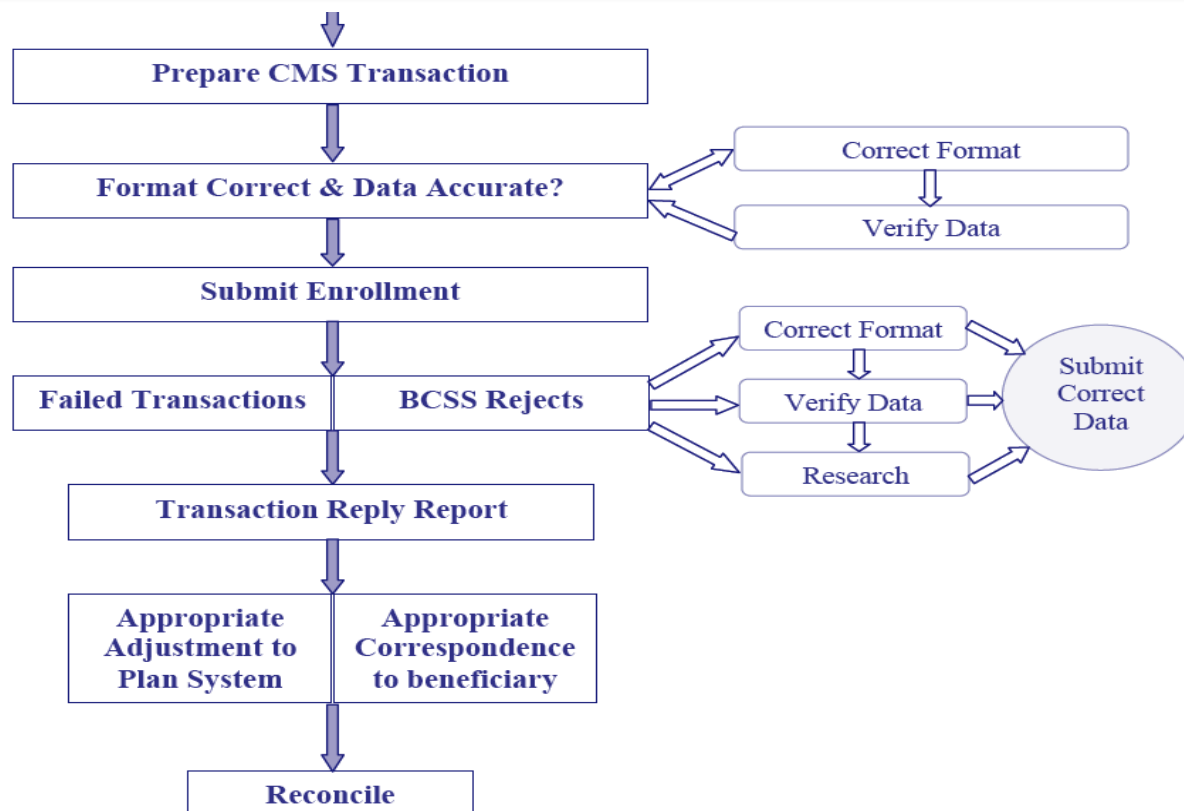 Prepare CMS Transaction
Format Correct & Data Accurate?
Correct Format
Verify Data
Submit Enrollment
Failed Transactions
BCSS Rejects
Correct Format
Verify Data
Research
Submit
Correct
Data
Transaction Reply Report
Appropriate
Adjustment to
Plan System
Appropriate
Correspondence
to beneficiary
Reconcile